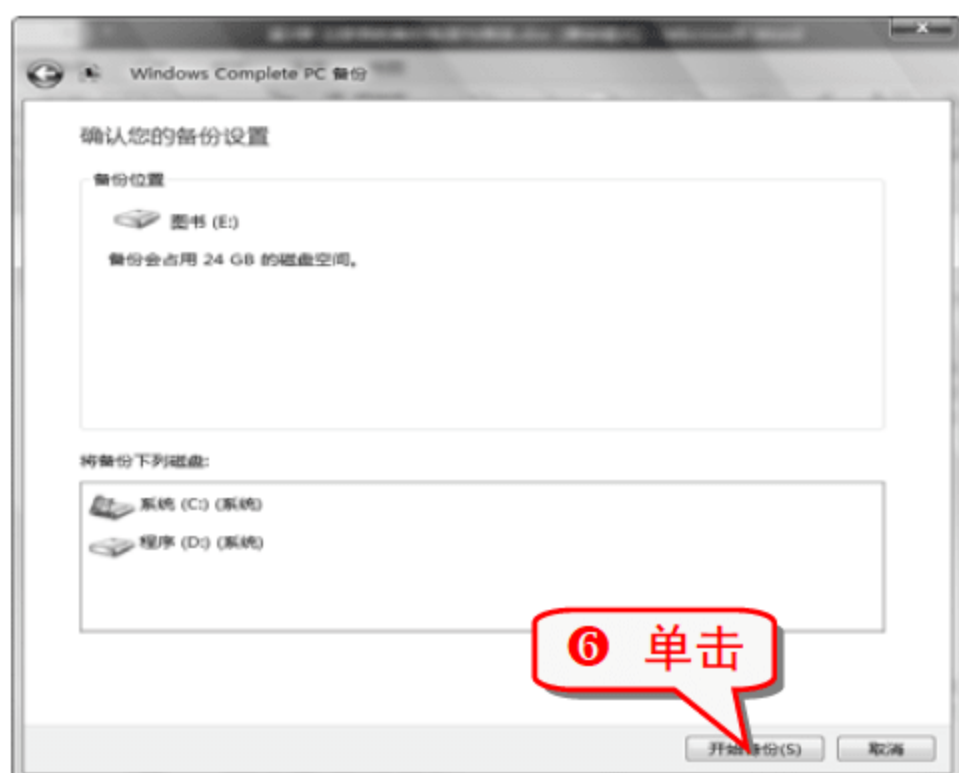 Windows Complete PC 备份
确认您的备份设置
备份位置
图书 (E:)
备份会占用 24 GB 的磁盘空间。
将备份下列磁盘:
系统 (C:) (系统)
程序 (D:) (系统)
❻ 单击
开始备份(S)
取消